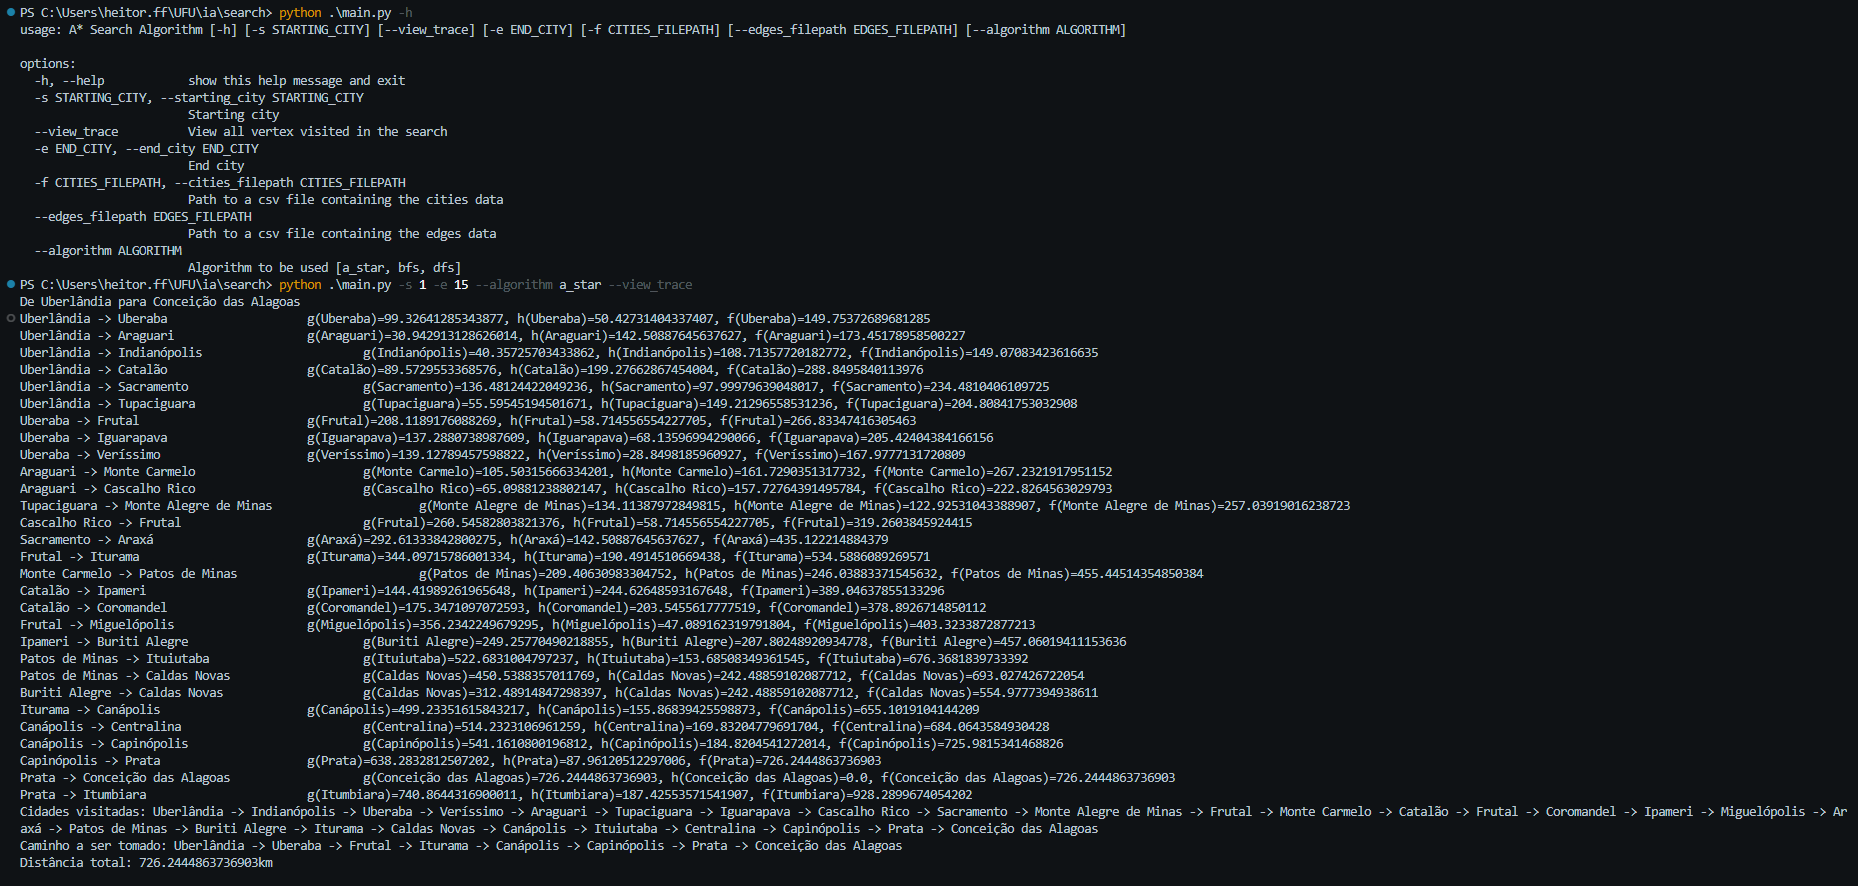 PS C:\Users\heitor.ff\UFU\ia\search> python .\main.py -h
usage: A* Search Algorithm [-h] [-s STARTING_CITY] [--view_trace] [-e END_CITY] [-f CITIES_FILEPATH] [--edges_filepath EDGES_FILEPATH] [--algorithm ALGORITHM]
options:
-h, --help show this help message and exit
-s STARTING_CITY, --starting_city STARTING_CITY
Starting city
--view_trace View all vertex visited in the search
-e END_CITY, --end_city END_CITY
End city
-f CITIES_FILEPATH, --cities_filepath CITIES_FILEPATH
Path to a csv file containing the cities data
--edges_filepath EDGES_FILEPATH
Path to a csv file containing the edges data
--algorithm ALGORITHM
Algorithm to be used [a_star, bfs, dfs]
PS C:\Users\heitor.ff\UFU\ia\search> python .\main.py -s 1 -e 15 --algorithm a_star --view_trace
De Uberlândia para Conceição das Alagoas
Uberlândia -> Uberaba g(Uberaba)=99.32641285343877, h(Uberaba)=50.42731404337407, f(Uberaba)=149.75372689681285
Uberlândia -> Araguari g(Araguari)=30.942913128626014, h(Araguari)=142.50887645637627, f(Araguari)=173.45178958500227
Uberlândia -> Indianópolis g(Indianópolis)=40.35725703433862, h(Indianópolis)=108.71357720182772, f(Indianópolis)=149.07083423616635
Uberlândia -> Catalão g(Catalão)=89.5729553368576, h(Catalão)=199.27662867454004, f(Catalão)=288.8495840113976
Uberlândia -> Sacramento g(Sacramento)=136.48124422049236, h(Sacramento)=97.99979639048017, f(Sacramento)=234.4810406109725
Uberlândia -> Tupaciguara g(Tupaciguara)=55.59545194501671, h(Tupaciguara)=149.21296558531236, f(Tupaciguara)=204.80841753032908
Uberaba -> Frutal g(Frutal)=208.1189176088269, h(Frutal)=58.714556554227705, f(Frutal)=266.83347416305463
Uberaba -> Iguarapava g(Iguarapava)=137.2880738987609, h(Iguarapava)=68.13596994290066, f(Iguarapava)=205.42404384166156
Uberaba -> Veríssimo g(Veríssimo)=139.12789457598822, h(Veríssimo)=28.8498185960927, f(Veríssimo)=167.9777131720809
Araguari -> Monte Carmelo g(Monte Carmelo)=105.50315666334201, h(Monte Carmelo)=161.7290351317732, f(Monte Carmelo)=267.2321917951152
Araguari -> Cascalho Rico g(Cascalho Rico)=65.09881238802147, h(Cascalho Rico)=157.72764391495784, f(Cascalho Rico)=222.8264563029793
Tupaciguara -> Monte Alegre de Minas g(Monte Alegre de Minas)=134.11387972849815, h(Monte Alegre de Minas)=122.92531043388907, f(Monte Alegre de Minas)=257.03919016238723
Cascalho Rico -> Frutal g(Frutal)=260.54582803821376, h(Frutal)=58.714556554227705, f(Frutal)=319.2603845924415
Sacramento -> Araxá g(Araxá)=292.61333842800275, h(Araxá)=142.50887645637627, f(Araxá)=435.122214884379
Frutal -> Iturama g(Iturama)=344.09715786001334, h(Iturama)=190.4914510669438, f(Iturama)=534.5886089269571
Monte Carmelo -> Patos de Minas g(Patos de Minas)=209.40630983304752, h(Patos de Minas)=246.03883371545632, f(Patos de Minas)=455.44514354850384
Catalão -> Ipameri g(Ipameri)=144.41989261965648, h(Ipameri)=244.62648593167648, f(Ipameri)=389.04637855133296
Catalão -> Coromandel g(Coromandel)=175.3471097072593, h(Coromandel)=203.5455617777519, f(Coromandel)=378.8926714850112
Frutal -> Miguelópolis g(Miguelópolis)=356.2342249679295, h(Miguelópolis)=47.089162319791804, f(Miguelópolis)=403.3233872877213
Ipameri -> Buriti Alegre g(Buriti Alegre)=249.25770490218855, h(Buriti Alegre)=207.80248920934778, f(Buriti Alegre)=457.06019411153636
Patos de Minas -> Ituiutaba g(Ituiutaba)=522.6831004797237, h(Ituiutaba)=153.68508349361545, f(Ituiutaba)=676.3681839733392
Patos de Minas -> Caldas Novas g(Caldas Novas)=450.5388357011769, h(Caldas Novas)=242.48859102087712, f(Caldas Novas)=693.027426722054
Buriti Alegre -> Caldas Novas g(Caldas Novas)=312.48914847298397, h(Caldas Novas)=242.48859102087712, f(Caldas Novas)=554.9777394938611
Iturama -> Canápolis g(Canápolis)=499.23351615843217, h(Canápolis)=155.86839425598873, f(Canápolis)=655.1019104144209
Canápolis -> Centralina g(Centralina)=514.2323106961259, h(Centralina)=169.83204779691704, f(Centralina)=684.0643584930428
Canápolis -> Capinópolis g(Capinópolis)=541.1610800196812, h(Capinópolis)=184.8204541272014, f(Capinópolis)=725.9815341468826
Capinópolis -> Prata g(Prata)=638.2832812507202, h(Prata)=87.96120512297006, f(Prata)=726.2444863736903
Prata -> Conceição das Alagoas g(Conceição das Alagoas)=726.2444863736903, h(Conceição das Alagoas)=0.0, f(Conceição das Alagoas)=726.2444863736903
Prata -> Itumbiara g(Itumbiara)=740.8644316900011, h(Itumbiara)=187.42553571541907, f(Itumbiara)=928.2899674054202
Cidades visitadas: Uberlândia -> Indianópolis -> Uberaba -> Veríssimo -> Araguari -> Tupaciguara -> Iguarapava -> Cascalho Rico -> Sacramento -> Monte Alegre de Minas -> Frutal -> Monte Carmelo -> Catalão -> Frutal -> Coromandel -> Ipameri -> Miguelópolis -> Ar
axá -> Patos de Minas -> Buriti Alegre -> Iturama -> Caldas Novas -> Canápolis -> Ituiutaba -> Centralina -> Capinópolis -> Prata -> Conceição das Alagoas
Caminho a ser tomado: Uberlândia -> Uberaba -> Frutal -> Iturama -> Canápolis -> Capinópolis -> Prata -> Conceição das Alagoas
Distância total: 726.2444863736903km